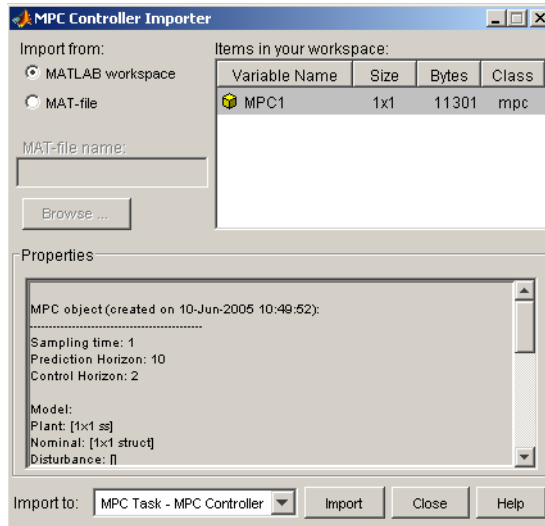 MPC Controller Importer
Import from:
MATLAB workspace
MAT-file
MAT-file name:
Browse ...
Items in your workspace:
Variable Name Size Bytes Class
MPC1 1x1 11301 mpc
Properties
MPC object (created on 10-Jun-2005 10:49:52):
---------------------------------------------
Sampling time: 1
Prediction Horizon: 10
Control Horizon: 2
Model:
Plant: [1x1 ss]
Nominal: [1x1 struct]
Disturbance: []
Import to: MPC Task - MPC Controller Import Close Help